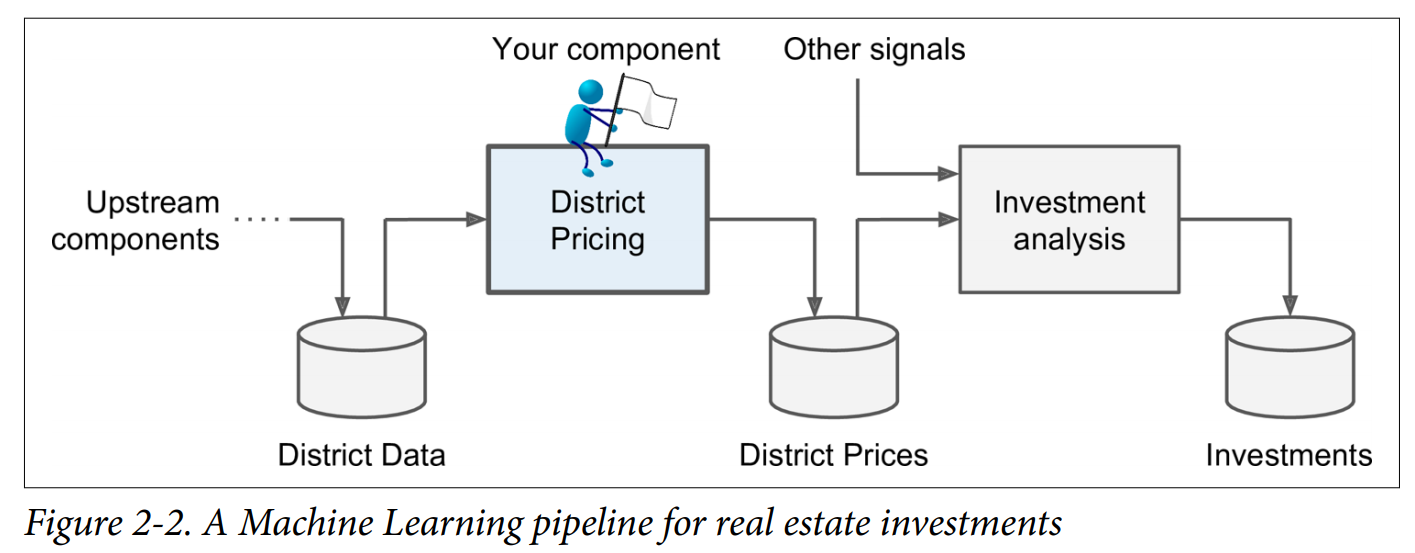 Your component
Other signals
Upstream
components
District
Pricing
Investment
analysis
District Data
District Prices
Investments
Figure 2-2. A Machine Learning pipeline for real estate investments